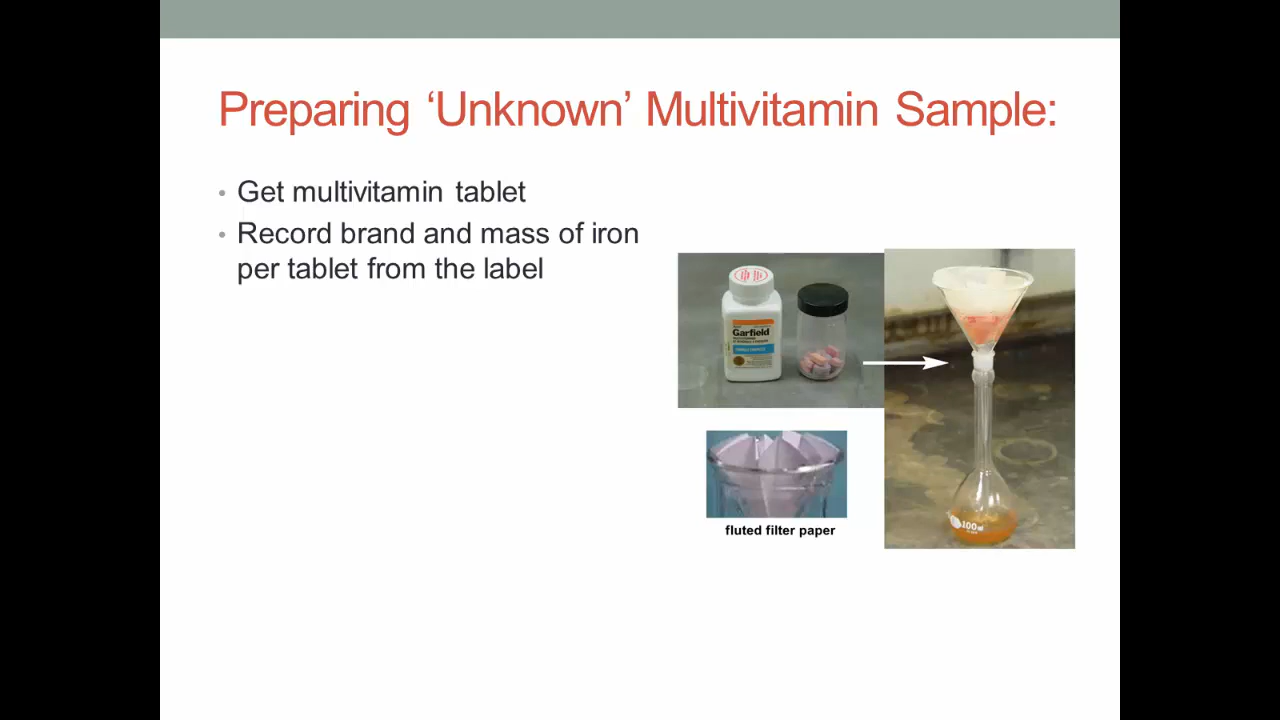 Preparing ‘Unknown’ Multivitamin Sample:
• Get multivitamin tablet
• Record brand and mass of iron
per tablet from the label
Garfield
100
fluted filter paper